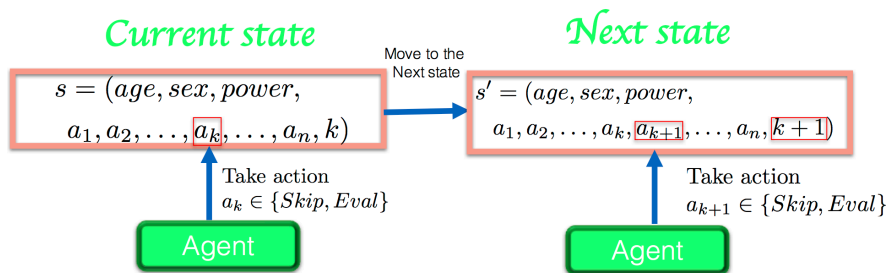 Current state
Next state
Move to the
Next state
s = (age, sex, power,
a_1, a_2, . . . , a_k, . . . , a_n, k)
s′ = (age, sex, power,
a_1, a_2, . . . , a_k, a_{k+1}, . . . , a_n, k + 1)
Take action
a_k ∈ {Skip, Eval}
Take action
a_{k+1} ∈ {Skip, Eval}
Agent
Agent